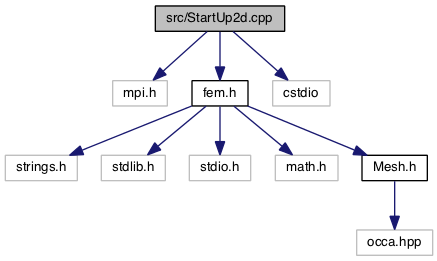 src/StartUp2d.cpp
mpi.h
fem.h
cstdio
strings.h
stdlib.h
stdio.h
math.h
Mesh.h
occa.hpp